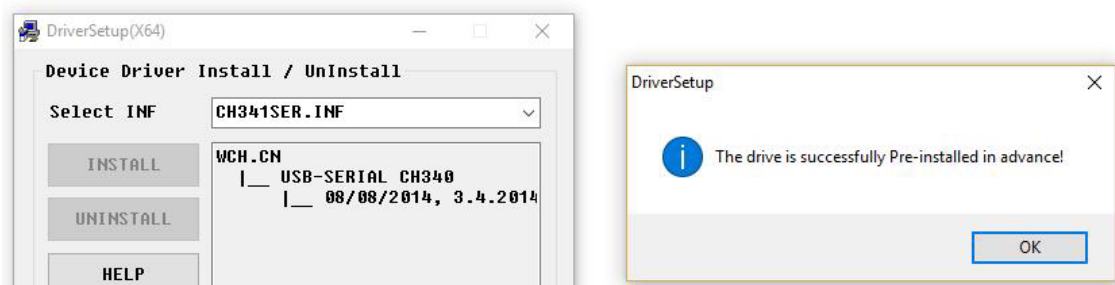 DriverSetup(X64)
Device Driver Install / UnInstall
Select INF
CH341SER.INF
INSTALL
UNINSTALL
HELP
WCH.CN
|__ USB-SERIAL CH340
|__ 08/08/2014, 3.4.2014
DriverSetup
The drive is successfully Pre-installed in advance!
OK